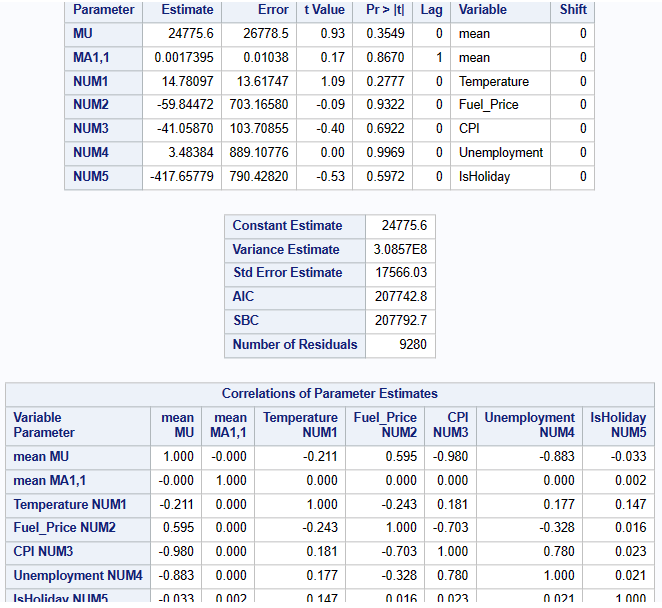 Parameter Estimate Error t Value Pr > |t| Lag Variable Shift
MU 24775.6 26778.5 0.93 0.3549 0 mean 0
MA1,1 0.0017395 0.01038 0.17 0.8670 1 mean 0
NUM1 14.78097 13.61747 1.09 0.2777 0 Temperature 0
NUM2 -59.84472 703.16580 -0.09 0.9322 0 Fuel_Price 0
NUM3 -41.05870 103.70855 -0.40 0.6922 0 CPI 0
NUM4 3.48384 889.10776 0.00 0.9969 0 Unemployment 0
NUM5 -417.65779 790.42820 -0.53 0.5972 0 IsHoliday 0
Constant Estimate 24775.6
Variance Estimate 3.0857E8
Std Error Estimate 17566.03
AIC 207742.8
SBC 207792.7
Number of Residuals 9280
Correlations of Parameter Estimates
Variable mean mean Temperature Fuel_Price CPI Unemployment IsHoliday
Parameter MU MA1,1 NUM1 NUM2 NUM3 NUM4 NUM5
mean MU 1.000 -0.000 -0.211 0.595 -0.980 -0.883 -0.033
mean MA1,1 -0.000 1.000 0.000 0.000 0.000 0.000 0.002
Temperature NUM1 -0.211 0.000 1.000 -0.243 0.181 0.177 0.147
Fuel_Price NUM2 0.595 0.000 -0.243 1.000 -0.703 -0.328 0.016
CPI NUM3 -0.980 0.000 0.181 -0.703 1.000 0.780 0.023
Unemployment NUM4 -0.883 0.000 0.177 -0.328 0.780 1.000 0.021
IsHoliday NUM5 -0.033 0.002 0.147 0.016 0.023 0.021 1.000